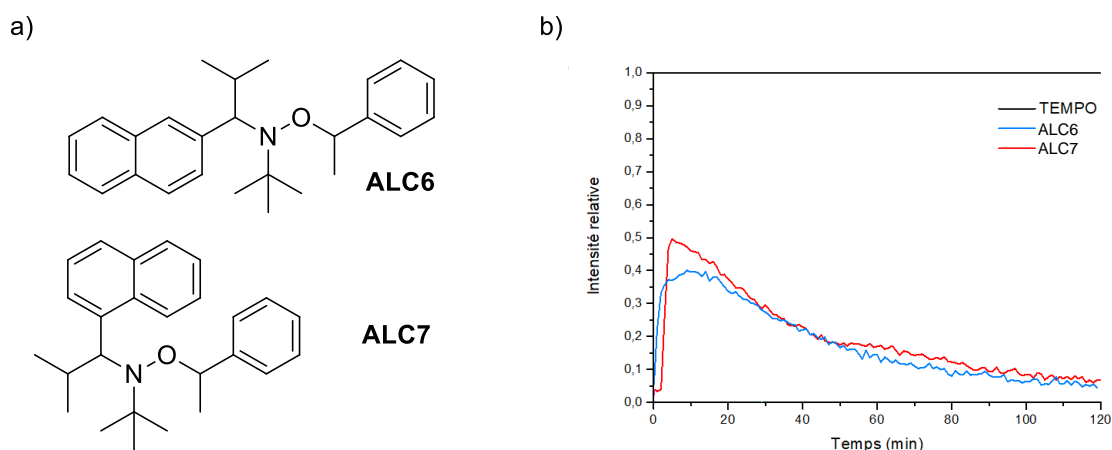 a)
O
N
ALC6
O
N
ALC7
b)
1,0
0,9
0,8
0,7
0,6
0,5
0,4
0,3
0,2
0,1
0,0
Intensité relative
TEMPO
ALC6
ALC7
0 20 40 60 80 100 120
Temps (min)